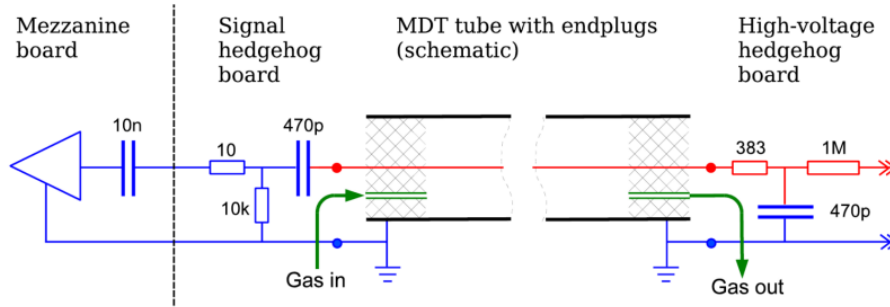 Mezzanine
board
Signal
hedgehog
board
MDT tube with endplugs
(schematic)
High-voltage
hedgehog
board
10n
10
470p
383
1M
10k
470p
Gas in
Gas out